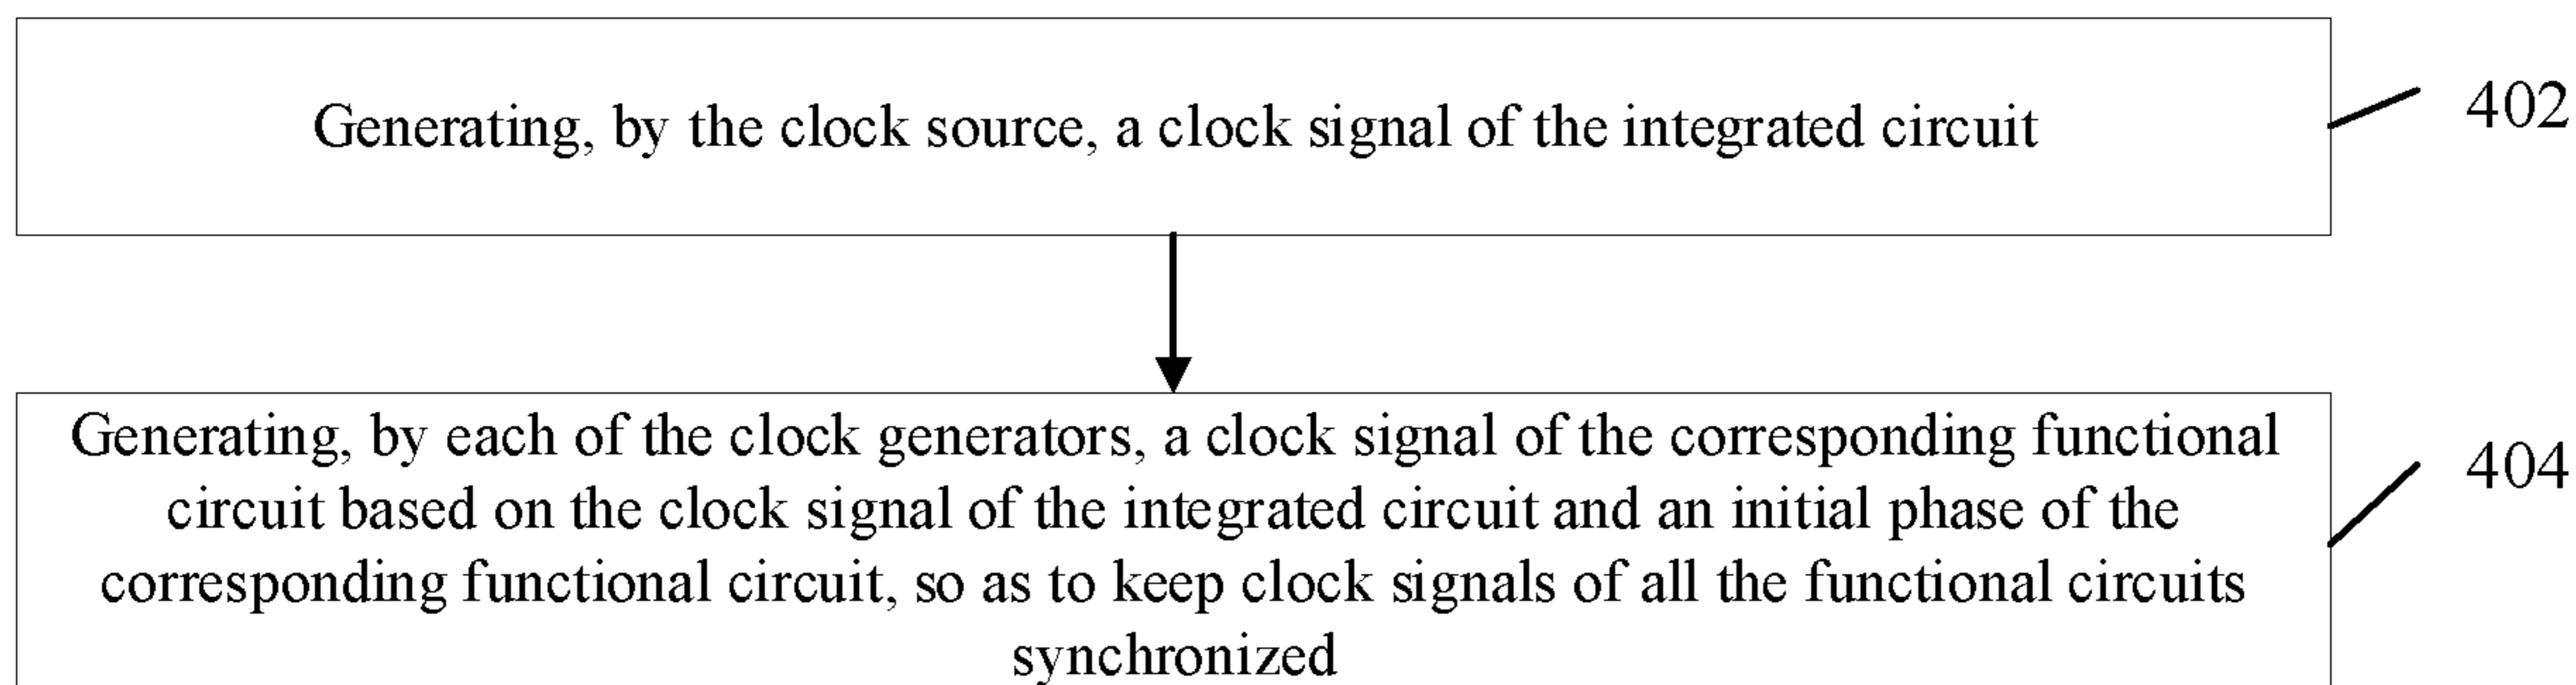 Generating, by the clock source, a clock signal of the integrated circuit
402
Generating, by each of the clock generators, a clock signal of the corresponding functional
circuit based on the clock signal of the integrated circuit and an initial phase of the
corresponding functional circuit, so as to keep clock signals of all the functional circuits
synchronized
404